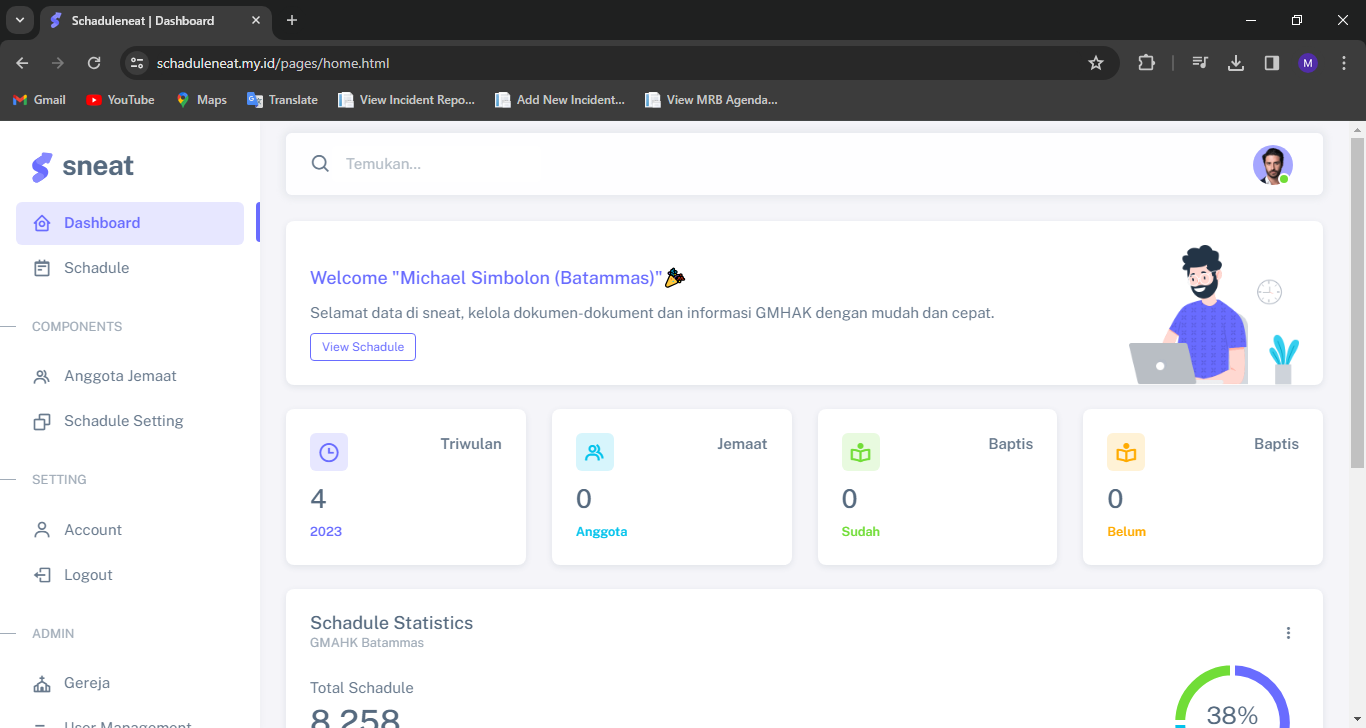 Schaduleneat | Dashboard
schaduleneat.my.id/pages/home.html
M
Gmail
YouTube
Maps
Translate
View Incident Repo...
Add New Incident...
View MRB Agenda...
sneat
Dashboard
Schadule
COMPONENTS
Anggota Jemaat
Schadule Setting
SETTING
Account
Logout
ADMIN
Gereja
User Management
Temukan...
Welcome "Michael Simbolon (Batammas)"
Selamat data di sneat, kelola dokumen-dokument dan informasi GMHAK dengan mudah dan cepat.
View Schadule
Triwulan
4
2023
Jemaat
0
Anggota
Baptis
0
Sudah
Baptis
0
Belum
Schadule Statistics
GMAHK Batammas
Total Schadule
8,258
38%